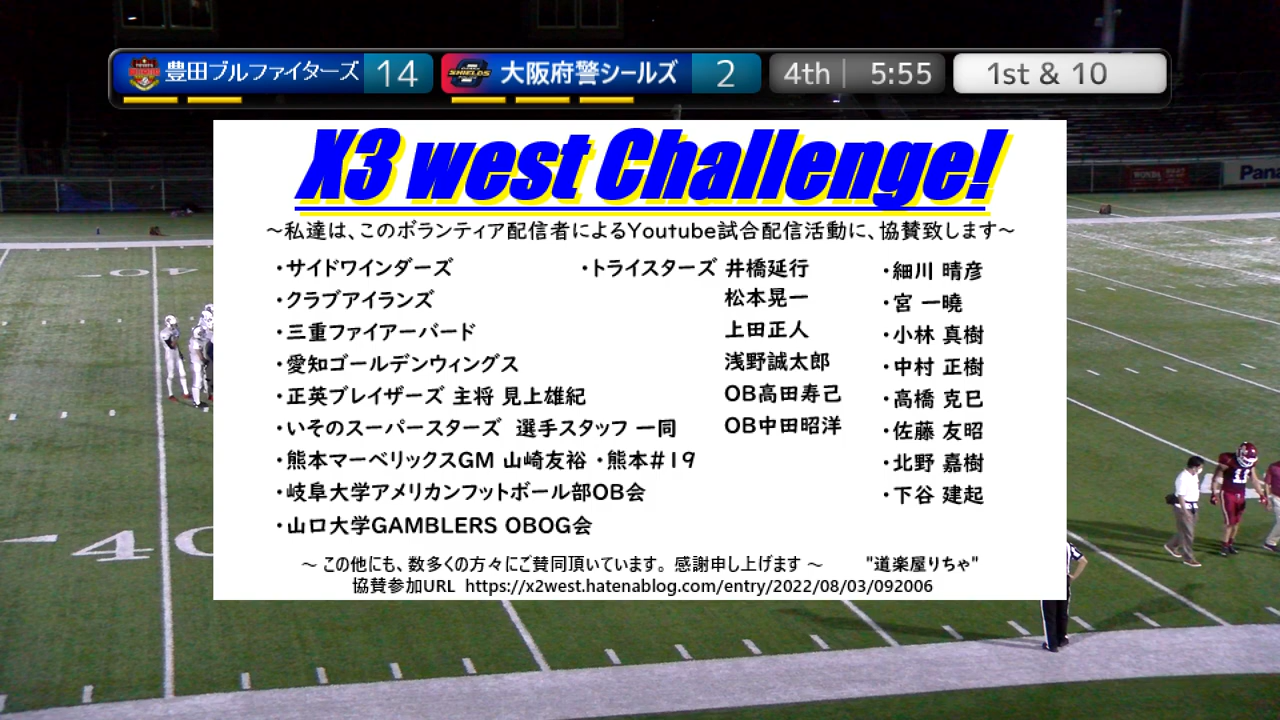 豊田ブルファイターズ 14 大阪府警シールズ 2 4th 5:55 1st & 10
X3 west Challenge!
～私達は、このボランティア配信者によるYoutube試合配信活動に、協賛致します～
・サイドワインダーズ
・クラブアイランズ
・三重ファイアーバード
・愛知ゴールデンウィングス
・正英ブレイザーズ 主将 見上雄紀
・いそのスーパースターズ 選手スタッフ 一同
・熊本マーベリックスGM 山崎友裕 ・熊本#19
・岐阜大学アメリカンフットボール部OB会
・山口大学GAMBLERS OBOG会
・トライスターズ 井橋延行
松本晃一
上田正人
浅野誠太郎
OB高田寿己
OB中田昭洋
・細川 晴彦
・宮 一曉
・小林 真樹
・中村 正樹
・高橋 克巳
・佐藤 友昭
・北野 嘉樹
・下谷 建起
～ この他にも、数多くの方々にご賛同頂いています。感謝申し上げます ～ "道楽屋りちゃ"
協賛参加URL https://x2west.hatenablog.com/entry/2022/08/03/092006
40
40
11